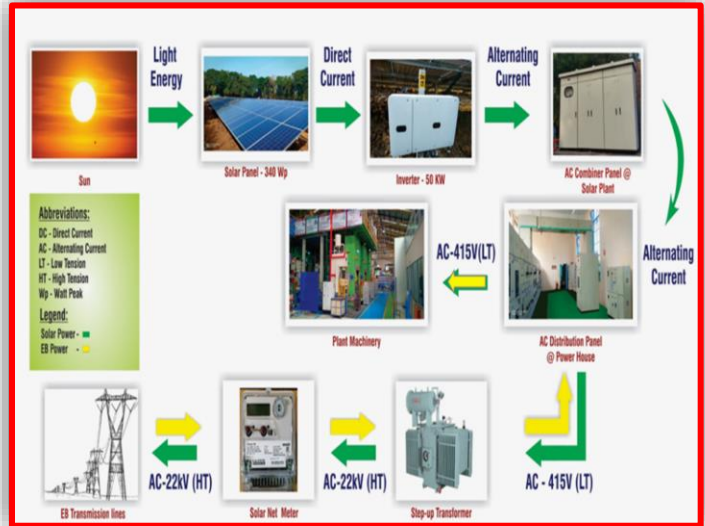 Light
Energy
Direct
Current
Alternating
Current
Sun
Solar Panel - 340 Wp
Inverter - 50 KW
AC Combiner Panel @
Solar Plant
Abbreviations:
DC - Direct Current
AC - Alternating Current
LT - Low Tension
HT - High Tension
Wp - Watt Peak
Legend:
Solar Power -
EB Power -
AC-415V(LT)
Alternating
Current
Plant Machinery
AC Distribution Panel
@ Power House
AC-22kV (HT)
AC-22kV (HT)
AC - 415V (LT)
EB Transmission lines
Solar Net Meter
Step-up Transformer